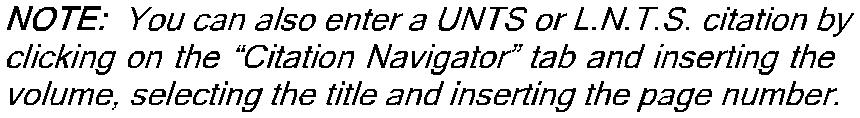 NOTE: You can also enter a UNTS or L.N.T.S. citation by
clicking on the “Citation Navigator” tab and inserting the
volume, selecting the title and inserting the page number.